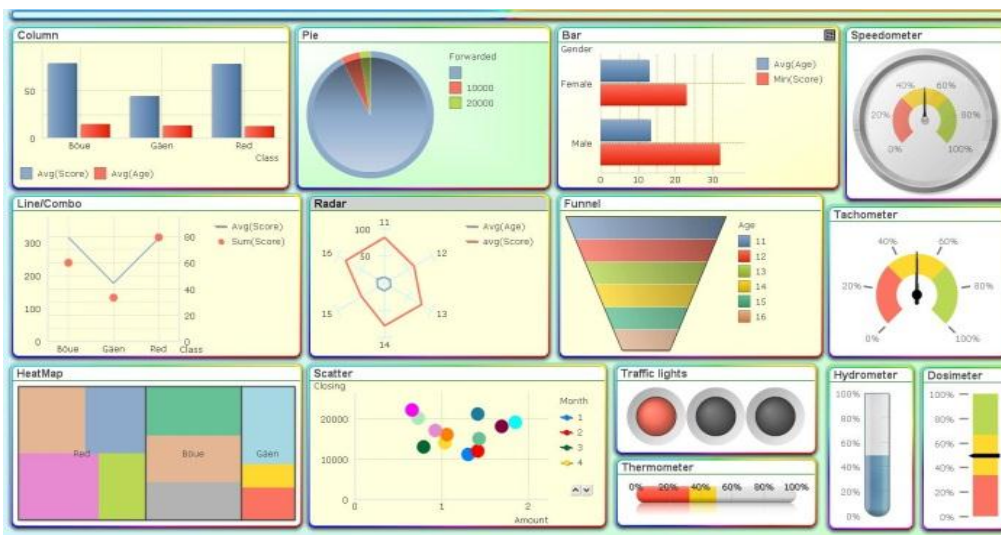 Column
50
0
Böue
Gäen
Red
Class
Avg(Score)
Avg(Age)
Pie
Forwarded
10000
20000
Bar
Gender
Female
Male
0
10
20
30
Avg(Age)
Min(Score)
Speedometer
0%
20%
40%
60%
80%
100%
Line/Combo
300
200
100
0
80
60
40
20
0
Böue
Gäen
Red
Class
Avg(Score)
Sum(Score)
Radar
11
12
13
14
15
16
100
50
Avg(Age)
avg(Score)
Funnel
Age
11
12
13
14
15
16
Tachometer
0%
20%
40%
60%
80%
100%
HeatMap
Red
Böue
Gäen
Scatter
Closing
20000
10000
0
0
1
2
Amount
Month
1
2
3
4
Traffic lights
Thermometer
0%
20%
40%
60%
80%
100%
Hydrometer
100%
80%
60%
40%
20%
0%
Dosimeter
100%
80%
60%
40%
20%
0%